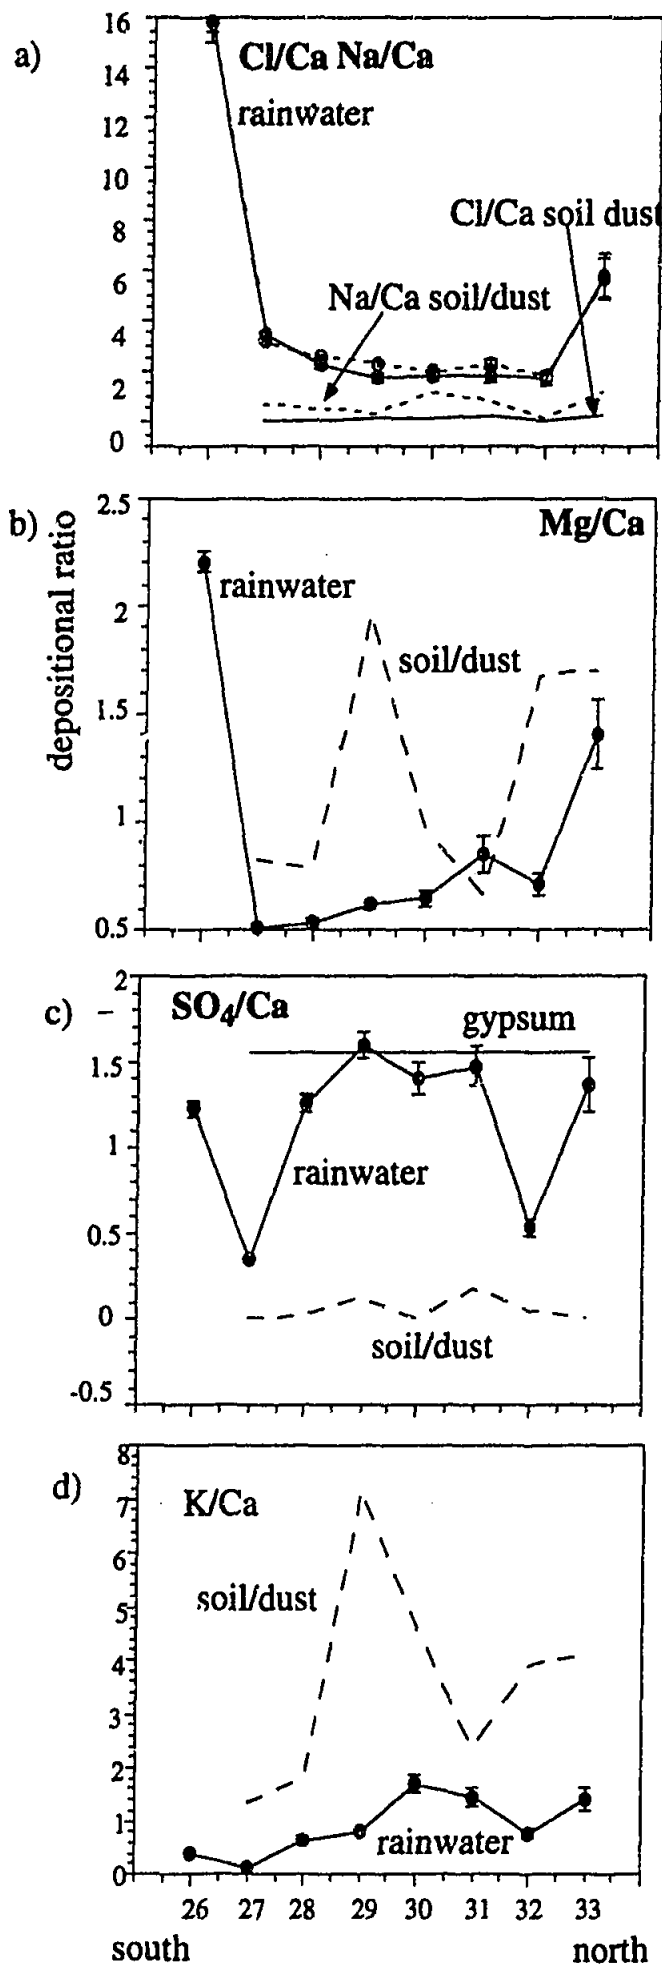 a)
Cl/Ca Na/Ca
rainwater
Cl/Ca soil dust
Na/Ca soil/dust
16
14
12
10
8
6
4
2
0
b)
depositional ratio
Mg/Ca
rainwater
soil/dust
2.5
2
1.5
1
0.5
c)
SO4/Ca
gypsum
rainwater
soil/dust
2
1.5
1
0.5
0
-0.5
d)
K/Ca
soil/dust
rainwater
8
7
6
5
4
3
2
1
0
26 27 28 29 30 31 32 33
south north